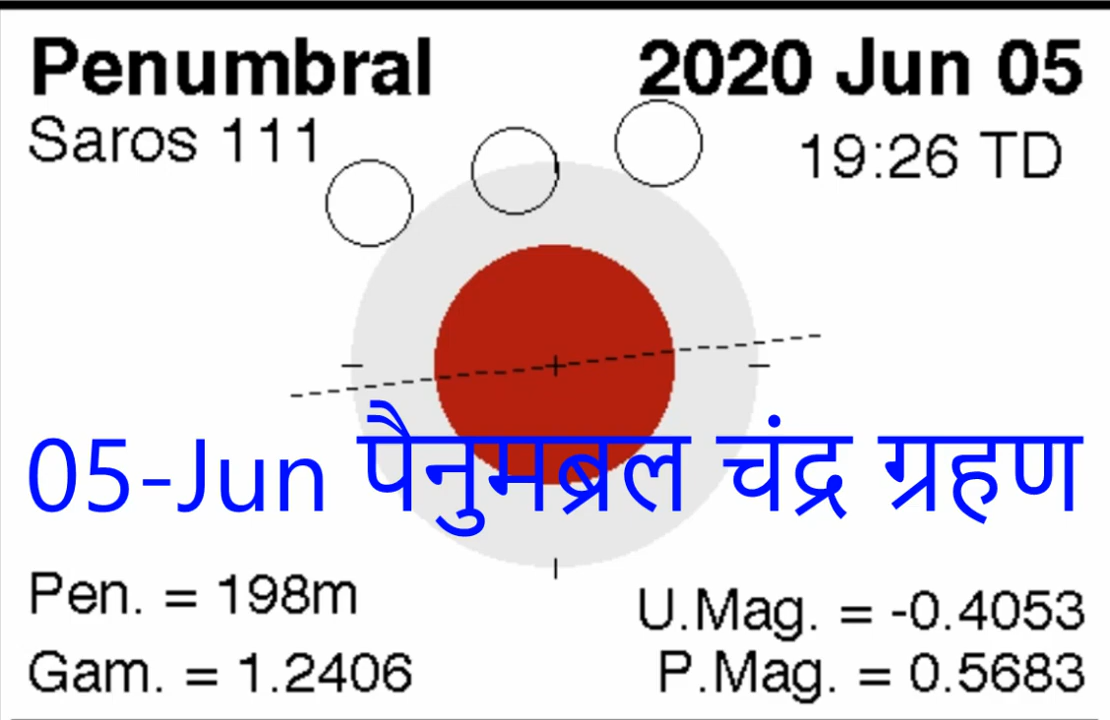 Penumbral 2020 Jun 05
Saros 111 19:26 TD
05-Jun पैनुमब्रल चंद्र ग्रहण
Pen. = 198m U.Mag. = -0.4053
Gam. = 1.2406 P.Mag. = 0.5683